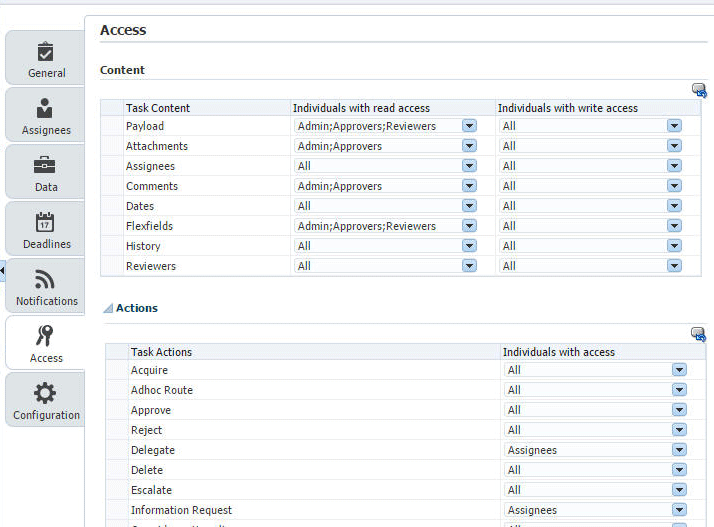 Access
General
Assignees
Data
17
Deadlines
Notifications
Access
Configuration
Content
Task Content Individuals with read access Individuals with write access
Payload Admin;Approvers;Reviewers All
Attachments Admin;Approvers All
Assignees All All
Comments Admin;Approvers All
Dates All All
Flexfields Admin;Approvers;Reviewers All
History All All
Reviewers All All
Actions
Task Actions Individuals with access
Acquire All
Adhoc Route All
Approve All
Reject All
Delegate Assignees
Delete All
Escalate All
Information Request Assignees